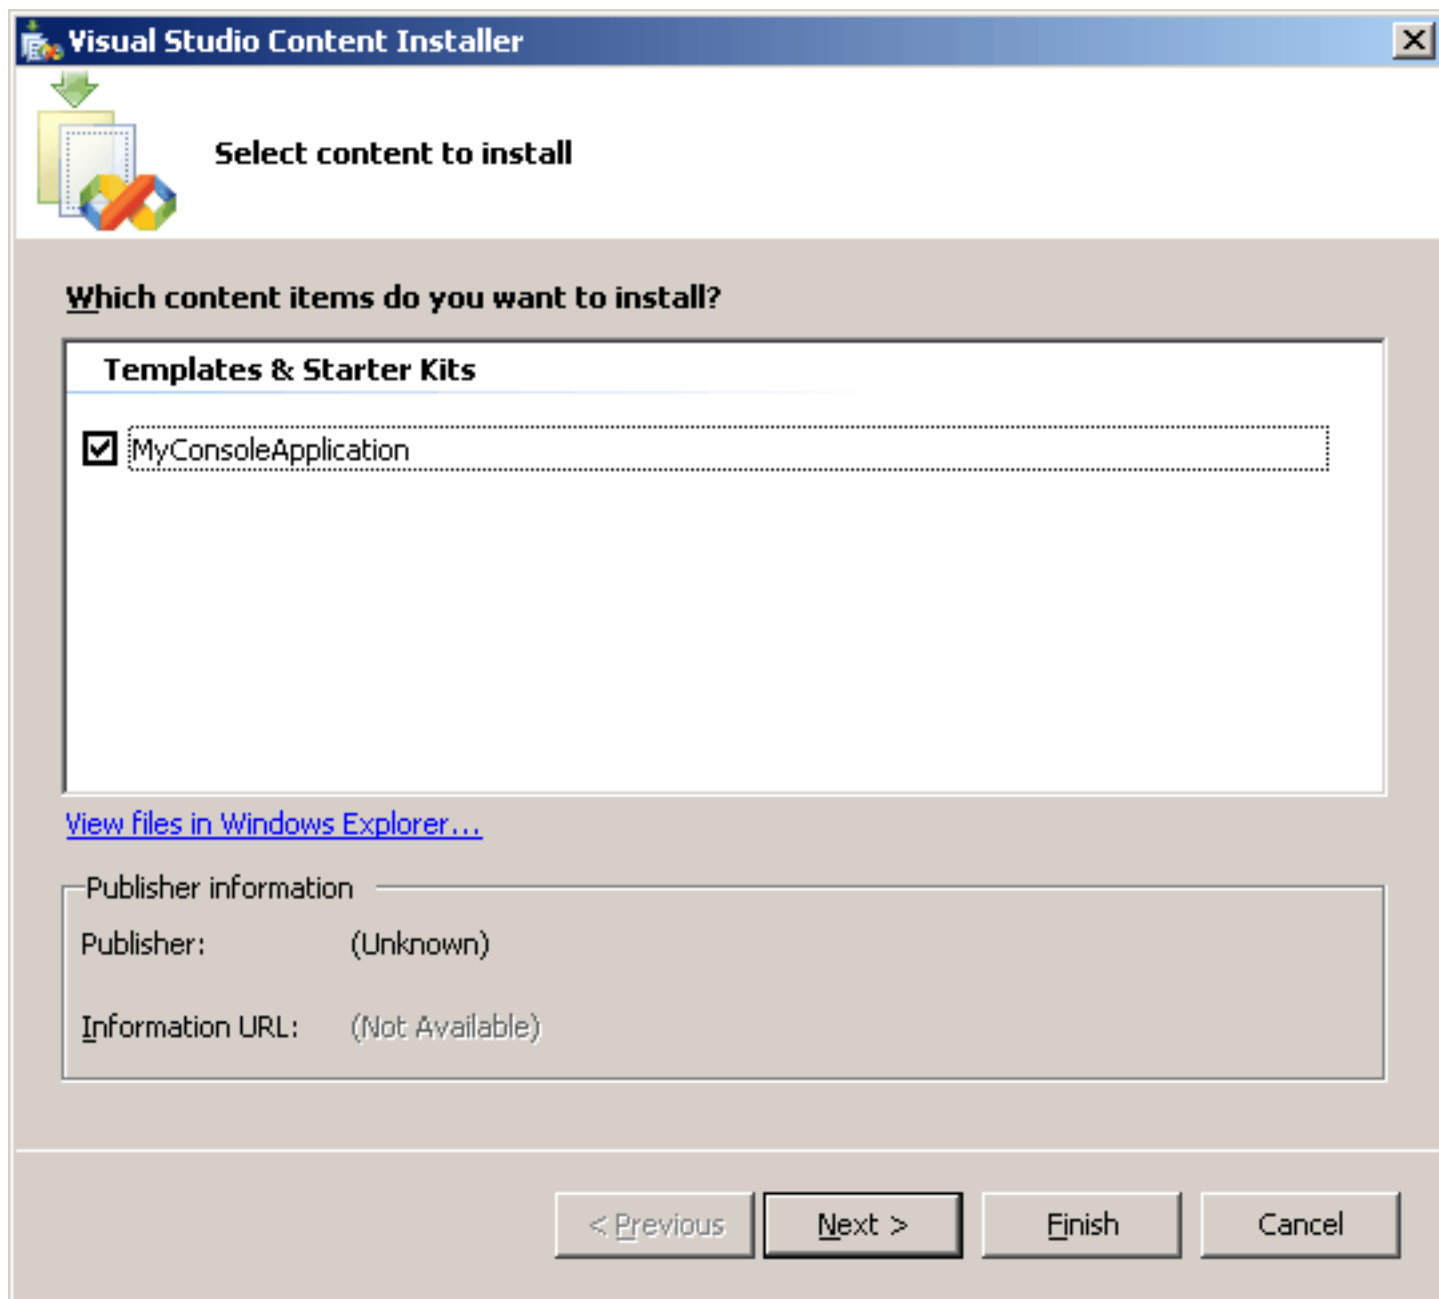 Visual Studio Content Installer
Select content to install
Which content items do you want to install?
Templates & Starter Kits
MyConsoleApplication
View files in Windows Explorer...
Publisher information
Publisher: (Unknown)
Information URL: (Not Available)
< Previous Next > Finish Cancel